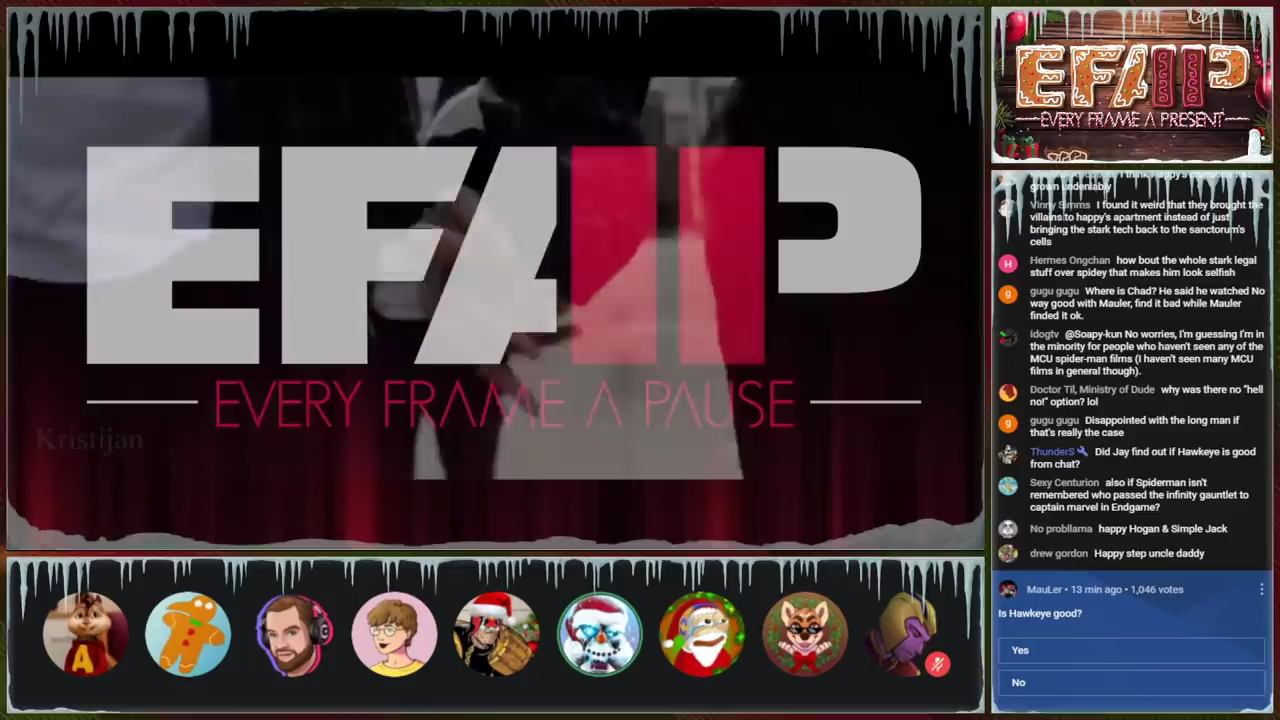 EFAP
EVERY FRAME A PAUSE
Kristijan
EFAP
EVERY FRAME A PRESENT
grown undeniably
Vinny Simms I found it weird that they brought the
villains to happy's apartment instead of just
bringing the stark tech back to the sanctorum's
cells
H
Hermes Ongchan how bout the whole stark legal
stuff over spidey that makes him look selfish
g
gugu gugu Where is Chad? He said he watched No
way good with Mauler, find it bad while Mauler
finded it ok.
idogtv @Soapy-kun No worries, I'm guessing I'm in
the minority for people who haven't seen any of the
MCU spider-man films (I haven't seen many MCU
films in general though).
Doctor Til, Ministry of Dude why was there no "hell
no!" option? lol
g
gugu gugu Disappointed with the long man if
that's really the case
ThunderS Did Jay find out if Hawkeye is good
from chat?
Sexy Centurion also if Spiderman isn't
remembered who passed the infinity gauntlet to
captain marvel in Endgame?
No probllama happy Hogan & Simple Jack
drew gordon Happy step uncle daddy
MauLer • 13 min ago • 1,046 votes
Is Hawkeye good?
Yes
No
A